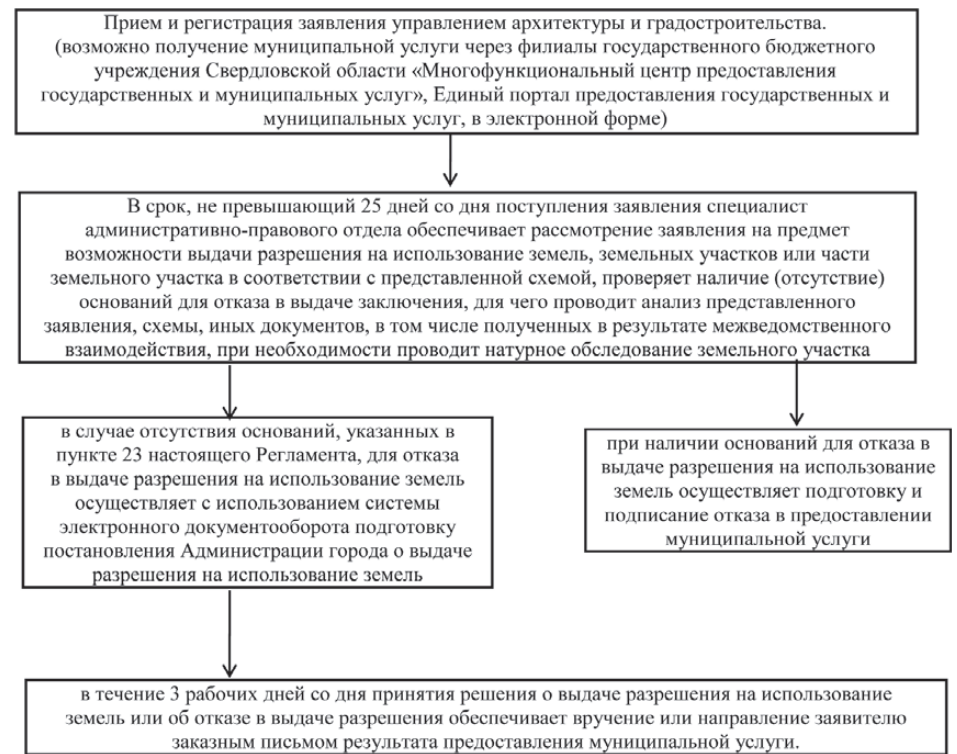 Прием и регистрация заявления управлением архитектуры и градостроительства.
(возможно получение муниципальной услуги через филиалы государственного бюджетного
учреждения Свердловской области «Многофункциональный центр предоставления
государственных и муниципальных услуг», Единый портал предоставления государственных и
муниципальных услуг, в электронной форме)
В срок, не превышающий 25 дней со дня поступления заявления специалист
административно-правового отдела обеспечивает рассмотрение заявления на предмет
возможности выдачи разрешения на использование земель, земельных участков или части
земельного участка в соответствии с представленной схемой, проверяет наличие (отсутствие)
оснований для отказа в выдаче заключения, для чего проводит анализ представленного
заявления, схемы, иных документов, в том числе полученных в результате межведомственного
взаимодействия, при необходимости проводит натурное обследование земельного участка
в случае отсутствия оснований, указанных в
пункте 23 настоящего Регламента, для отказа
в выдаче разрешения на использование земель
осуществляет с использованием системы
электронного документооборота подготовку
постановления Администрации города о выдаче
разрешения на использование земель
при наличии оснований для отказа в
выдаче разрешения на использование
земель осуществляет подготовку и
подписание отказа в предоставлении
муниципальной услуги
в течение 3 рабочих дней со дня принятия решения о выдаче разрешения на использование
земель или об отказе в выдаче разрешения обеспечивает вручение или направление заявителю
заказным письмом результата предоставления муниципальной услуги.